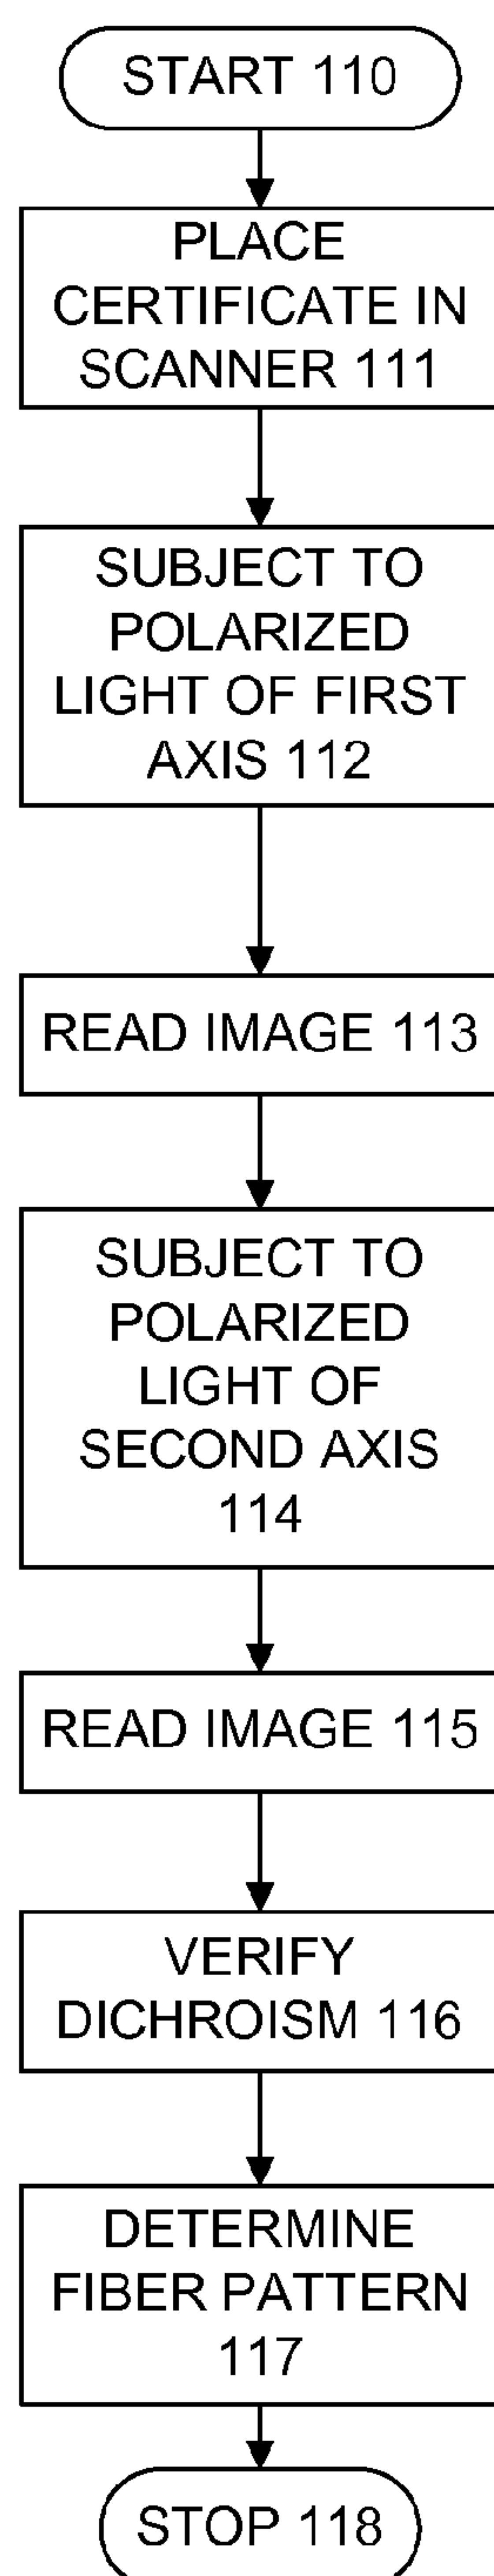 START 110
PLACE
CERTIFICATE IN
SCANNER 111
SUBJECT TO
POLARIZED
LIGHT OF FIRST
AXIS 112
READ IMAGE 113
SUBJECT TO
POLARIZED
LIGHT OF
SECOND AXIS
114
READ IMAGE 115
VERIFY
DICHROISM 116
DETERMINE
FIBER PATTERN
117
STOP 118